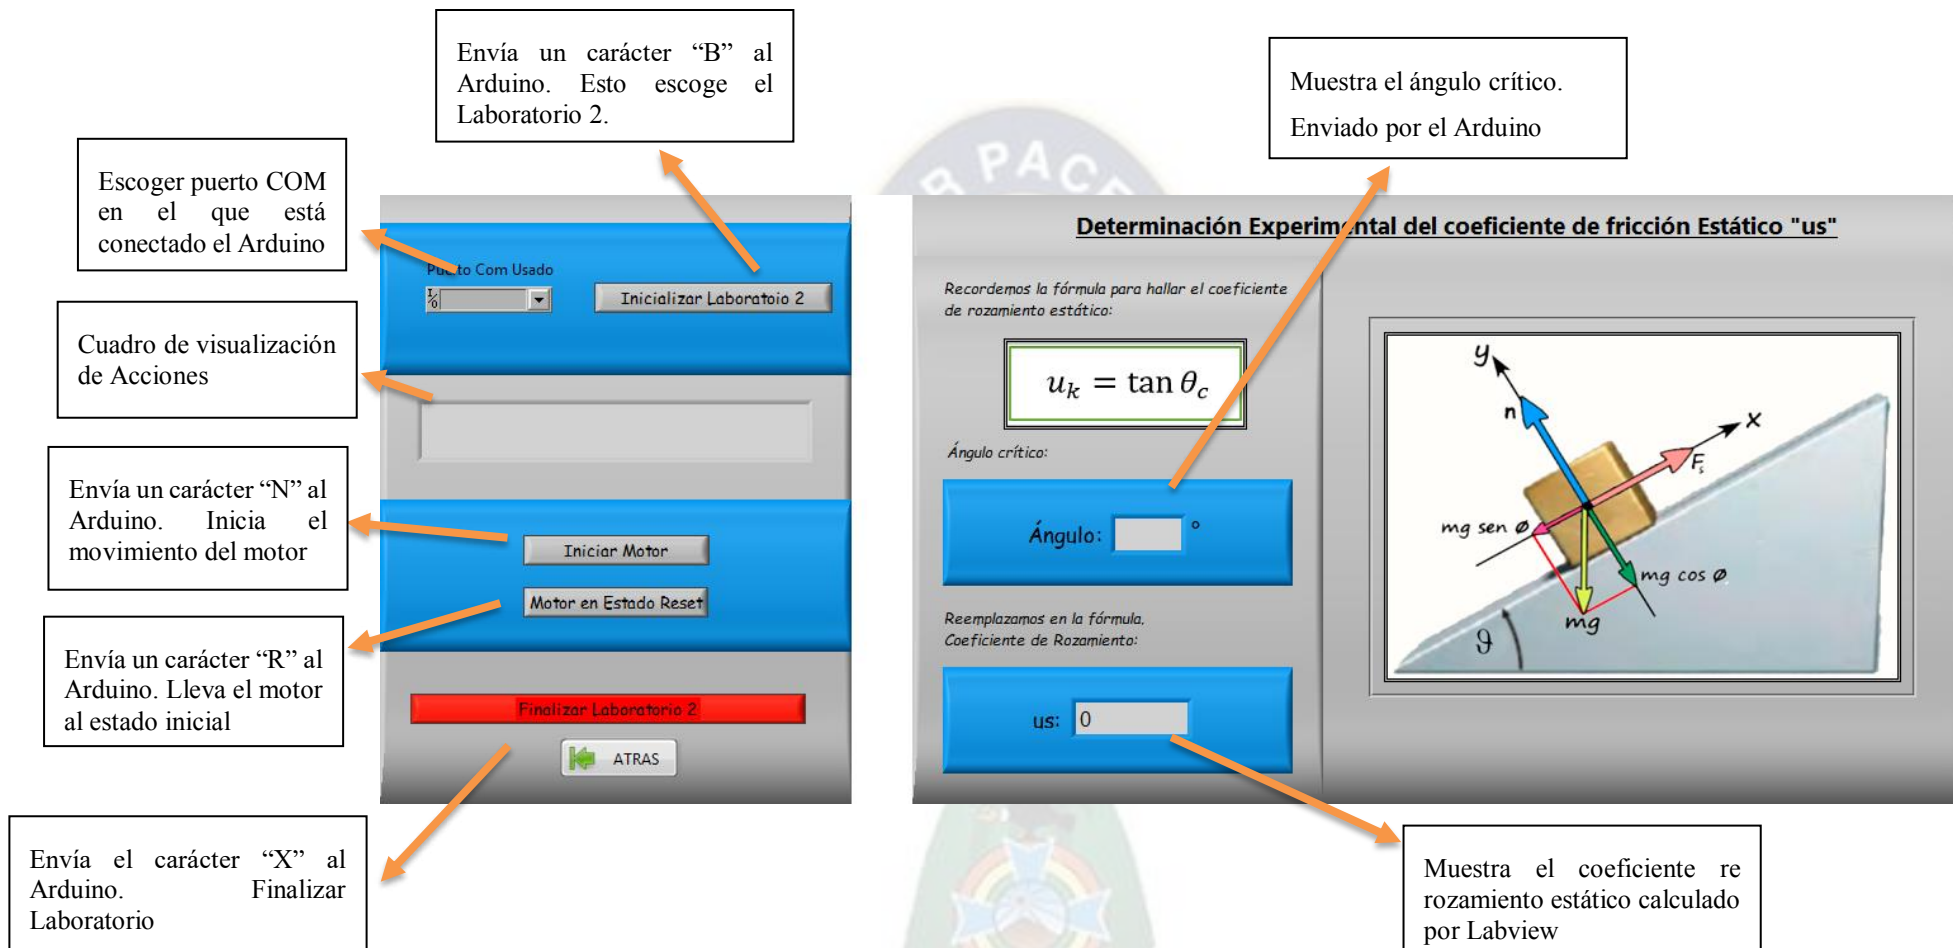 Envía un carácter “B” al
Arduino. Esto escoge el
Laboratorio 2.
Muestra el ángulo crítico.
Enviado por el Arduino
Escoger puerto COM
en el que está
conectado el Arduino
Cuadro de visualización
de Acciones
Envía un carácter “N” al
Arduino. Inicia el
movimiento del motor
Envía un carácter “R” al
Arduino. Lleva el motor
al estado inicial
Envía el carácter “X” al
Arduino. Finalizar
Laboratorio
Puerto Com Usado
I/O
Inicializar Laboratoio 2
Iniciar Motor
Motor en Estado Reset
Finalizar Laboratorio 2
ATRAS
R PAC
Determinación Experimental del coeficiente de fricción Estático "us"
Recordemos la fórmula para hallar el coeficiente
de rozamiento estático:
u_k = tan θ_c
Ángulo crítico:
Ángulo: °
Reemplazamos en la fórmula,
Coeficiente de Rozamiento:
us: 0
y
n
x
F_s
mg sen ø
mg cos ø
mg
ϑ
Muestra el coeficiente re
rozamiento estático calculado
por Labview